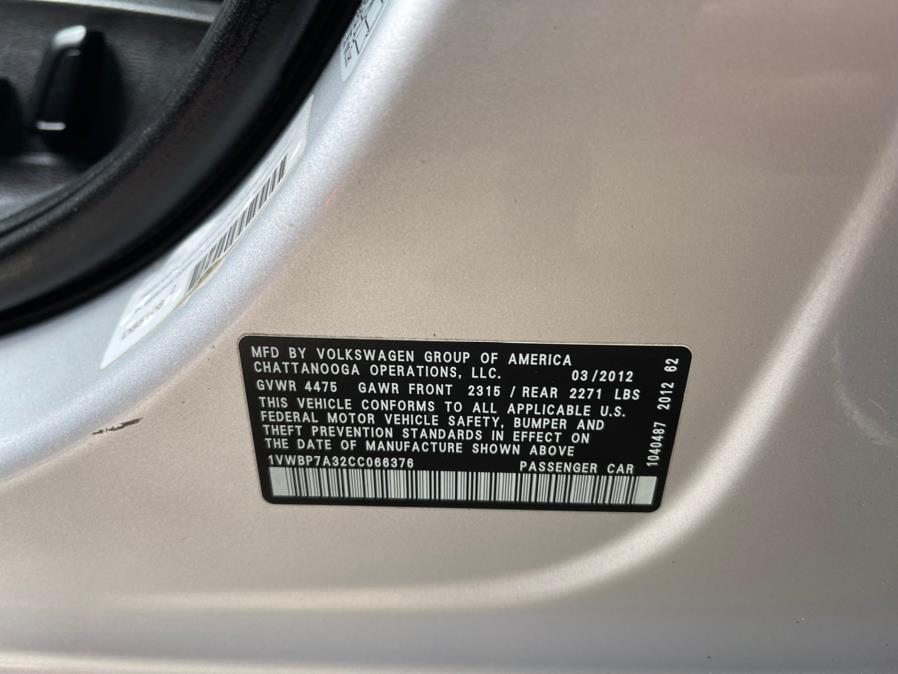 MFD BY VOLKSWAGEN GROUP OF AMERICA
CHATTANOOGA OPERATIONS, LLC. 03/2012
GVWR 4475 GAWR FRONT 2315 / REAR 2271 LBS
THIS VEHICLE CONFORMS TO ALL APPLICABLE U.S.
FEDERAL MOTOR VEHICLE SAFETY, BUMPER AND
THEFT PREVENTION STANDARDS IN EFFECT ON
THE DATE OF MANUFACTURE SHOWN ABOVE
1VWBP7A32CC066376 PASSENGER CAR
1040487 2012 62